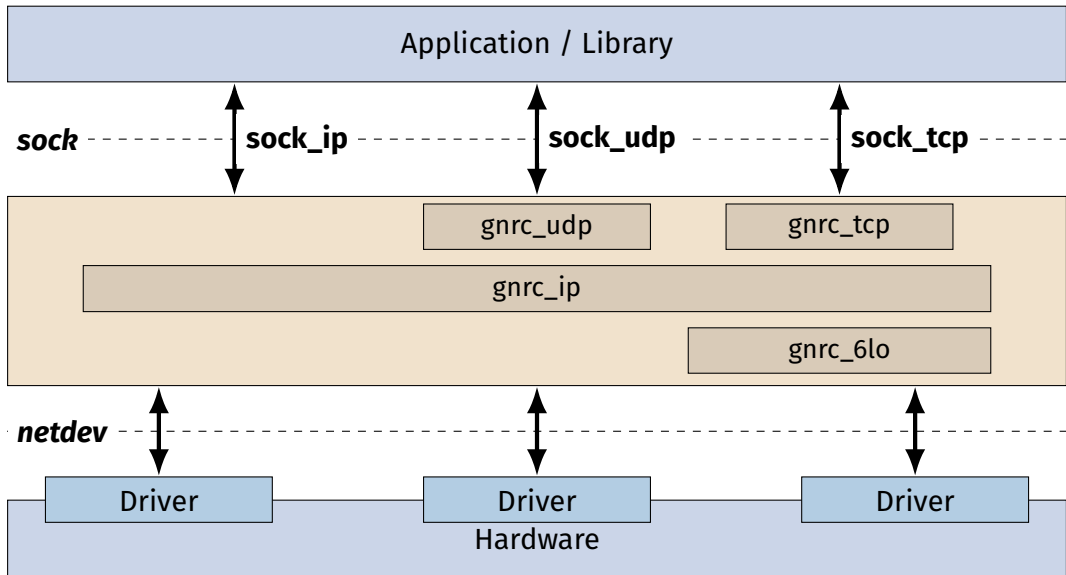 Application / Library
sock
sock_ip
sock_udp
sock_tcp
gnrc_udp
gnrc_tcp
gnrc_ip
gnrc_6lo
netdev
Driver
Driver
Driver
Hardware